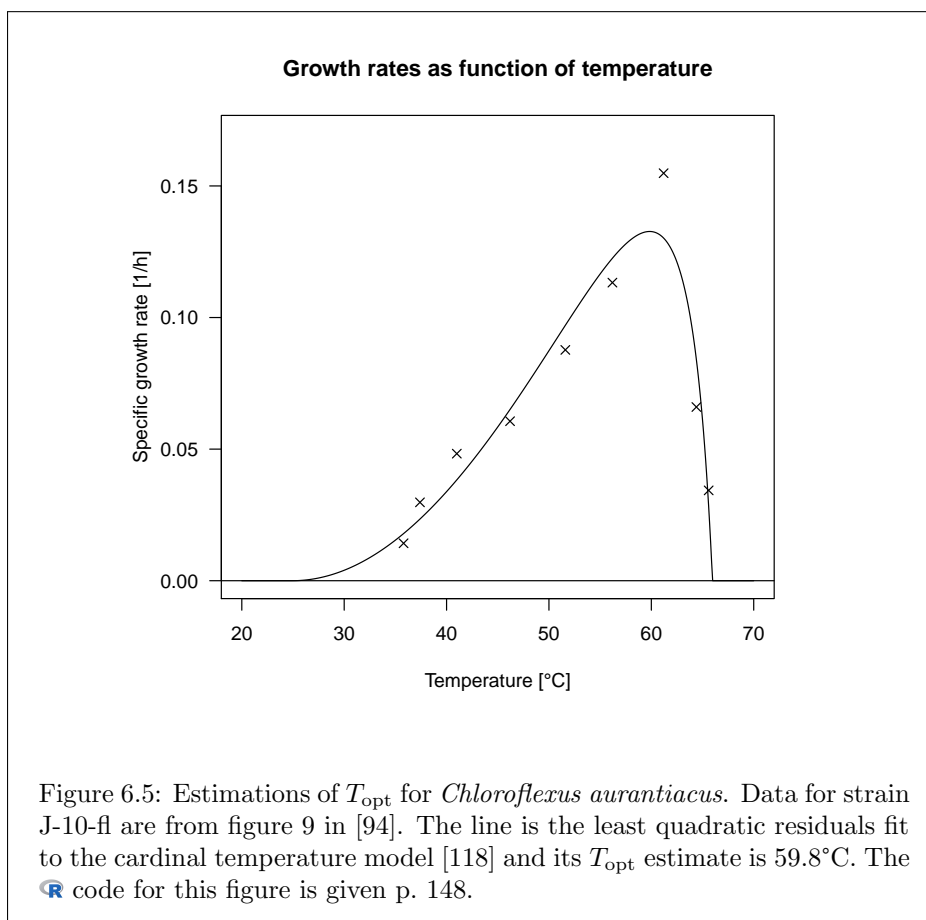 Growth rates as function of temperature
Specific growth rate [1/h]
0.15
0.10
0.05
0.00
20 30 40 50 60 70
Temperature [°C]
Figure 6.5: Estimations of Topt for Chloroflexus aurantiacus. Data for strain
J-10-fl are from figure 9 in [94]. The line is the least quadratic residuals fit
to the cardinal temperature model [118] and its Topt estimate is 59.8°C. The
R code for this figure is given p. 148.